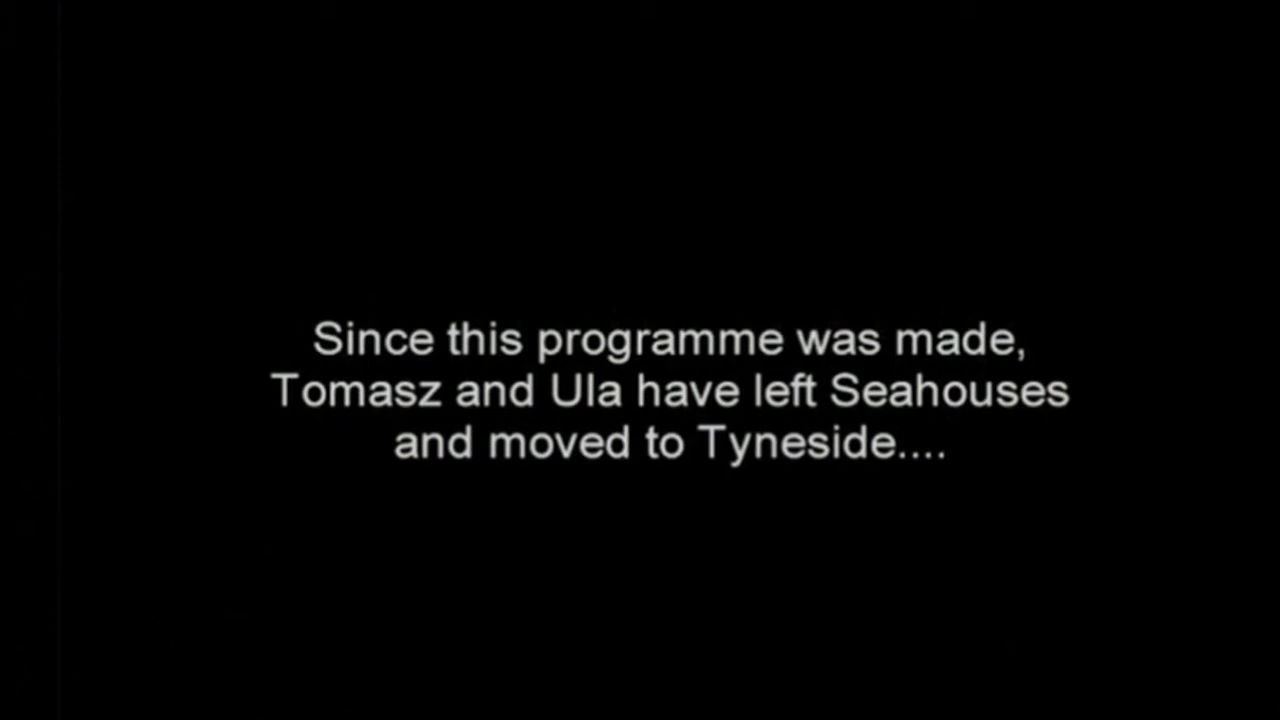 Since this programme was made,
Tomasz and Ula have left Seahouses
and moved to Tyneside....